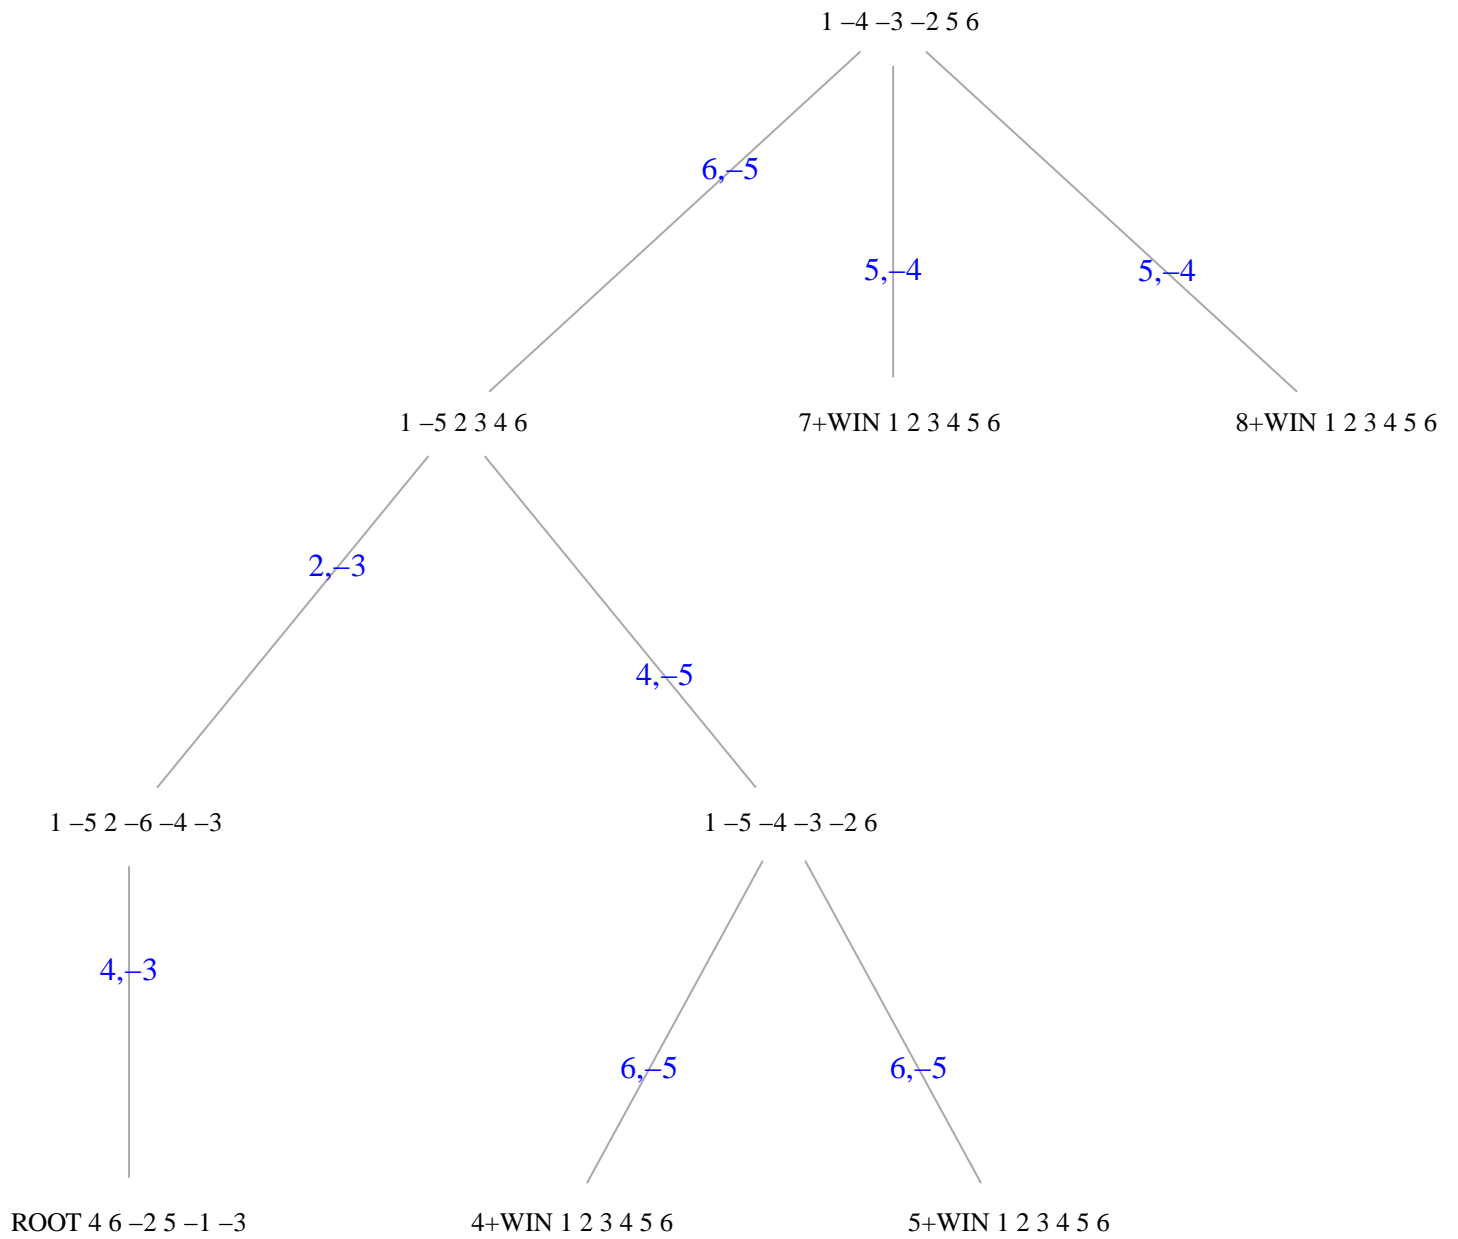 1 –4 –3 –2 5 6
6,–5
5,–4
5,–4
1 –5 2 3 4 6
7+WIN 1 2 3 4 5 6
8+WIN 1 2 3 4 5 6
2,–3
4,–5
1 –5 2 –6 –4 –3
1 –5 –4 –3 –2 6
4,–3
6,–5
6,–5
ROOT 4 6 –2 5 –1 –3
4+WIN 1 2 3 4 5 6
5+WIN 1 2 3 4 5 6